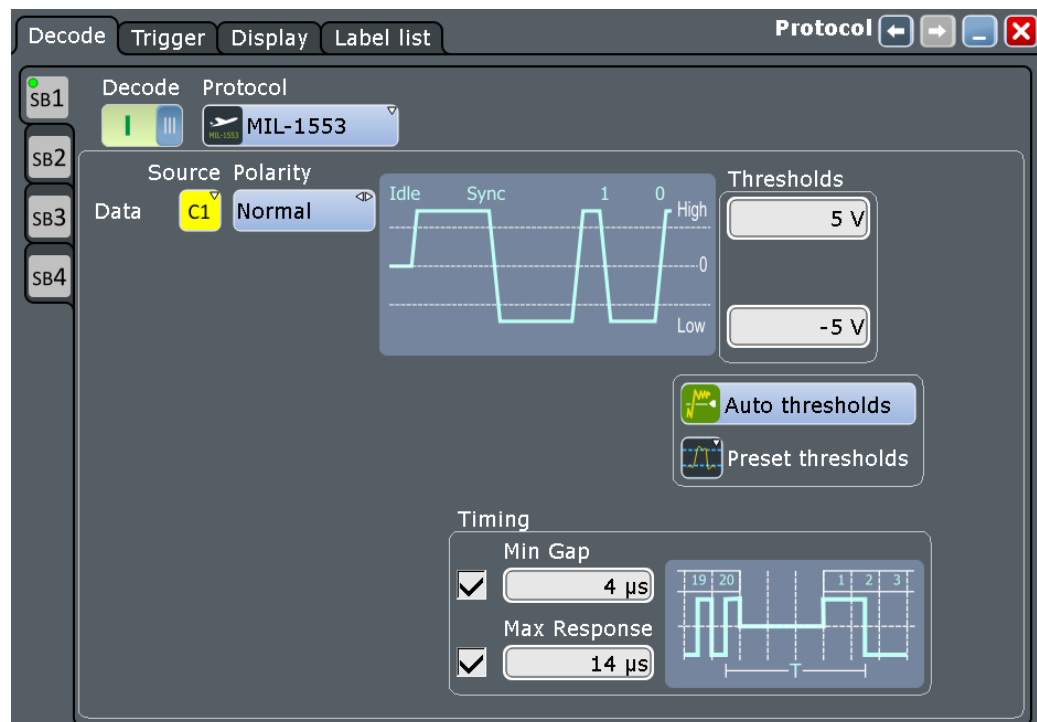 Decode Trigger Display Label list Protocol
SB1 Decode Protocol
MIL-1553 MIL-1553
SB2
Source Polarity Idle Sync 1 0 Thresholds
SB3 Data C1 Normal High 5 V
0
SB4
Low -5 V
Auto thresholds
Preset thresholds
Timing
Min Gap
4 µs 19 20 1 2 3
Max Response
14 µs T